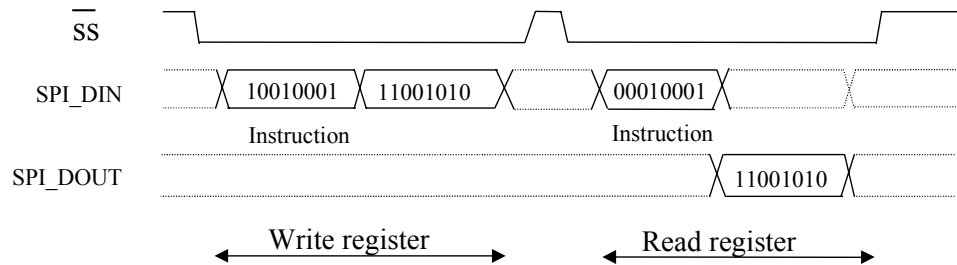 SS
SPI_DIN 10010001 11001010 00010001
Instruction Instruction
SPI_DOUT 11001010
Write register Read register